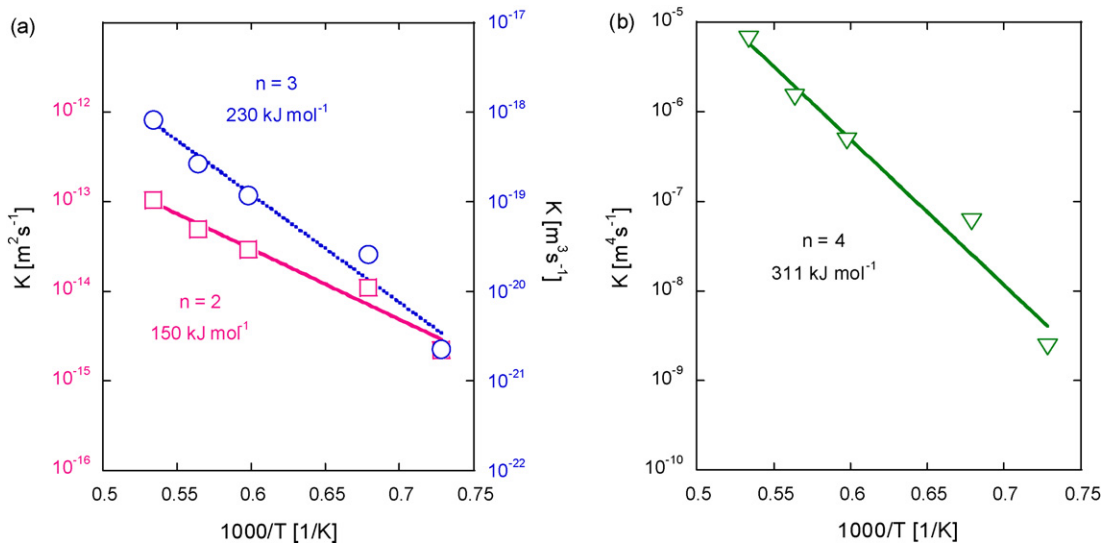 (a)
K [m²s⁻¹]
10⁻¹²
10⁻¹³
10⁻¹⁴
10⁻¹⁵
10⁻¹⁶
n = 3
230 kJ mol⁻¹
n = 2
150 kJ mol⁻¹
10⁻¹⁷
10⁻¹⁸
10⁻¹⁹
10⁻²⁰
10⁻²¹
10⁻²²
K [m³s⁻¹]
0.5 0.55 0.6 0.65 0.7 0.75
1000/T [1/K]
(b)
K [m⁴s⁻¹]
10⁻⁵
10⁻⁶
10⁻⁷
10⁻⁸
10⁻⁹
10⁻¹⁰
n = 4
311 kJ mol⁻¹
0.5 0.55 0.6 0.65 0.7 0.75
1000/T [1/K]